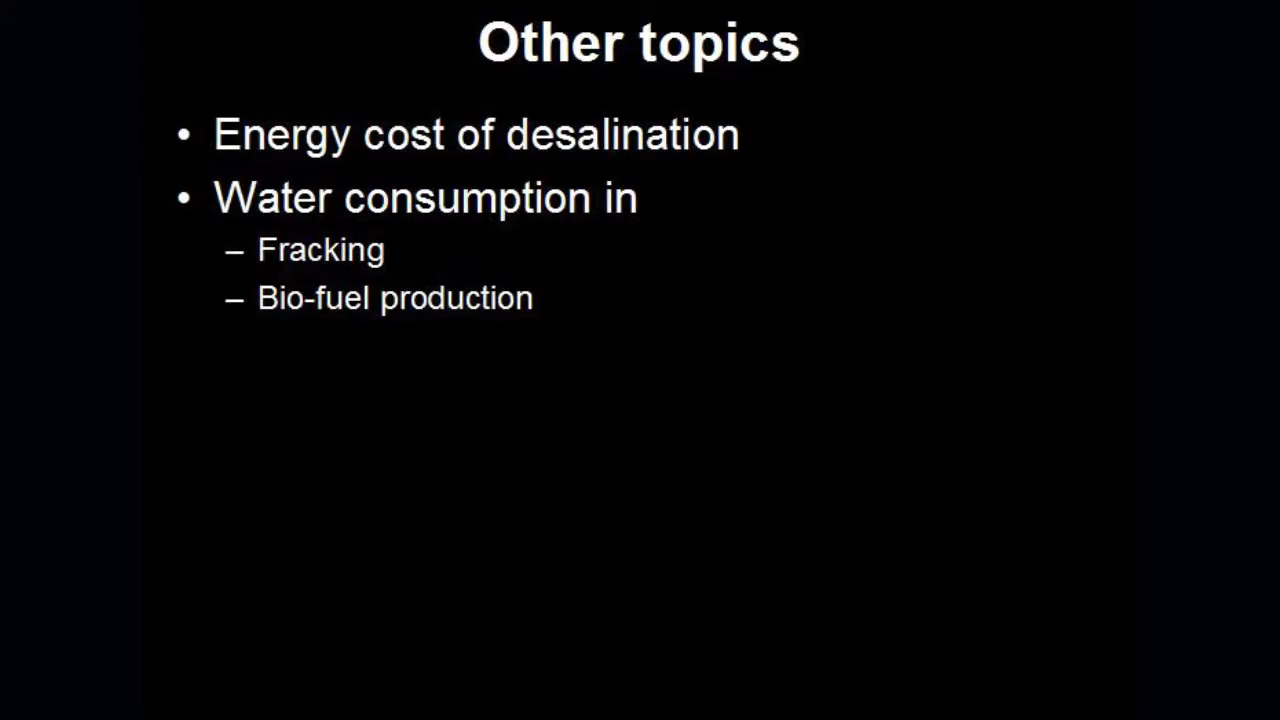 Other topics
• Energy cost of desalination
• Water consumption in
– Fracking
– Bio-fuel production